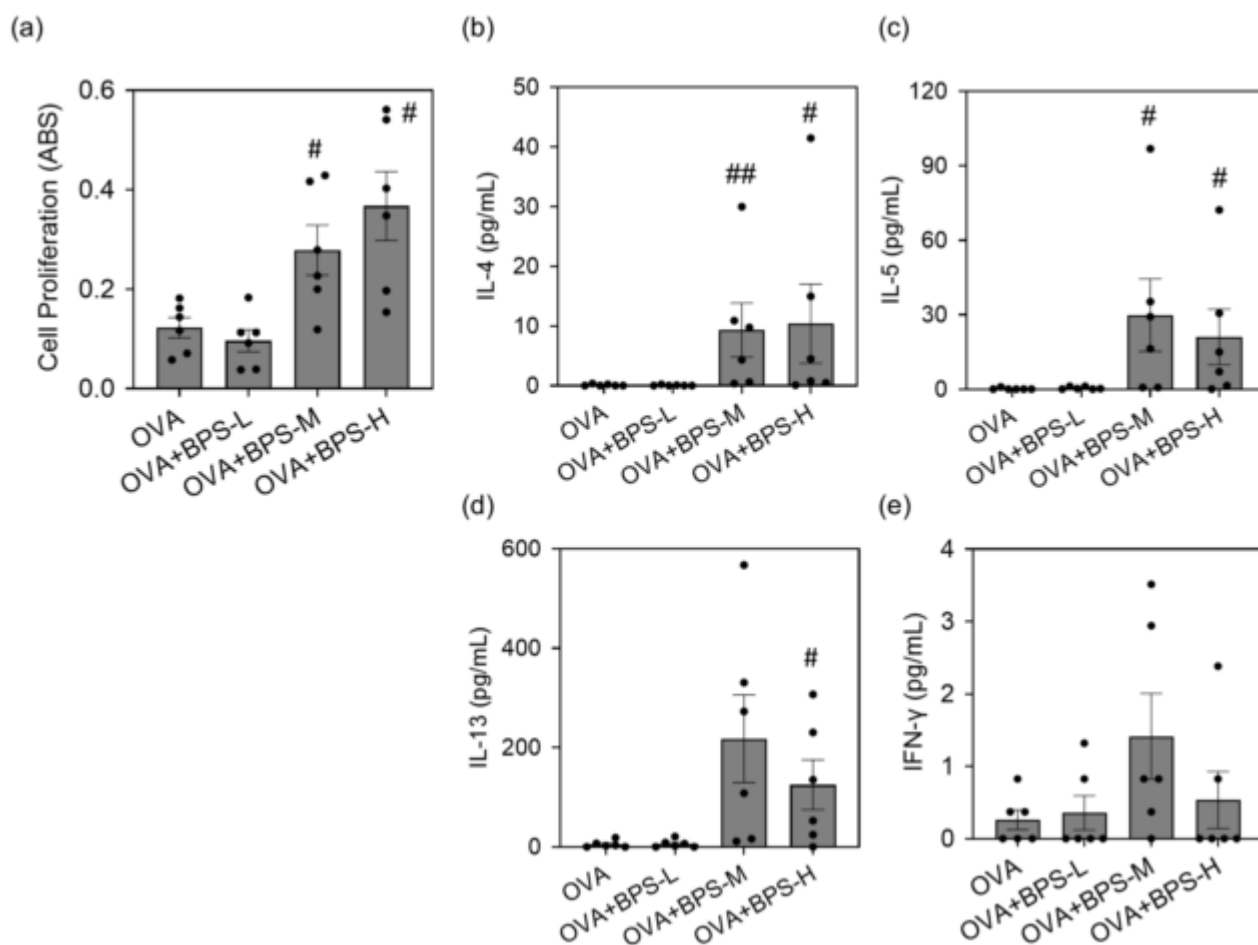 (a)
Cell Proliferation (ABS)
0.6
0.4
0.2
0.0
#
#
OVA
OVA+BPS-L
OVA+BPS-M
OVA+BPS-H
(b)
IL-4 (pg/mL)
50
40
30
20
10
0
##
#
OVA
OVA+BPS-L
OVA+BPS-M
OVA+BPS-H
(c)
IL-5 (pg/mL)
120
90
60
30
0
#
#
OVA
OVA+BPS-L
OVA+BPS-M
OVA+BPS-H
(d)
IL-13 (pg/mL)
600
400
200
0
#
OVA
OVA+BPS-L
OVA+BPS-M
OVA+BPS-H
(e)
IFN-γ (pg/mL)
4
3
2
1
0
OVA
OVA+BPS-L
OVA+BPS-M
OVA+BPS-H